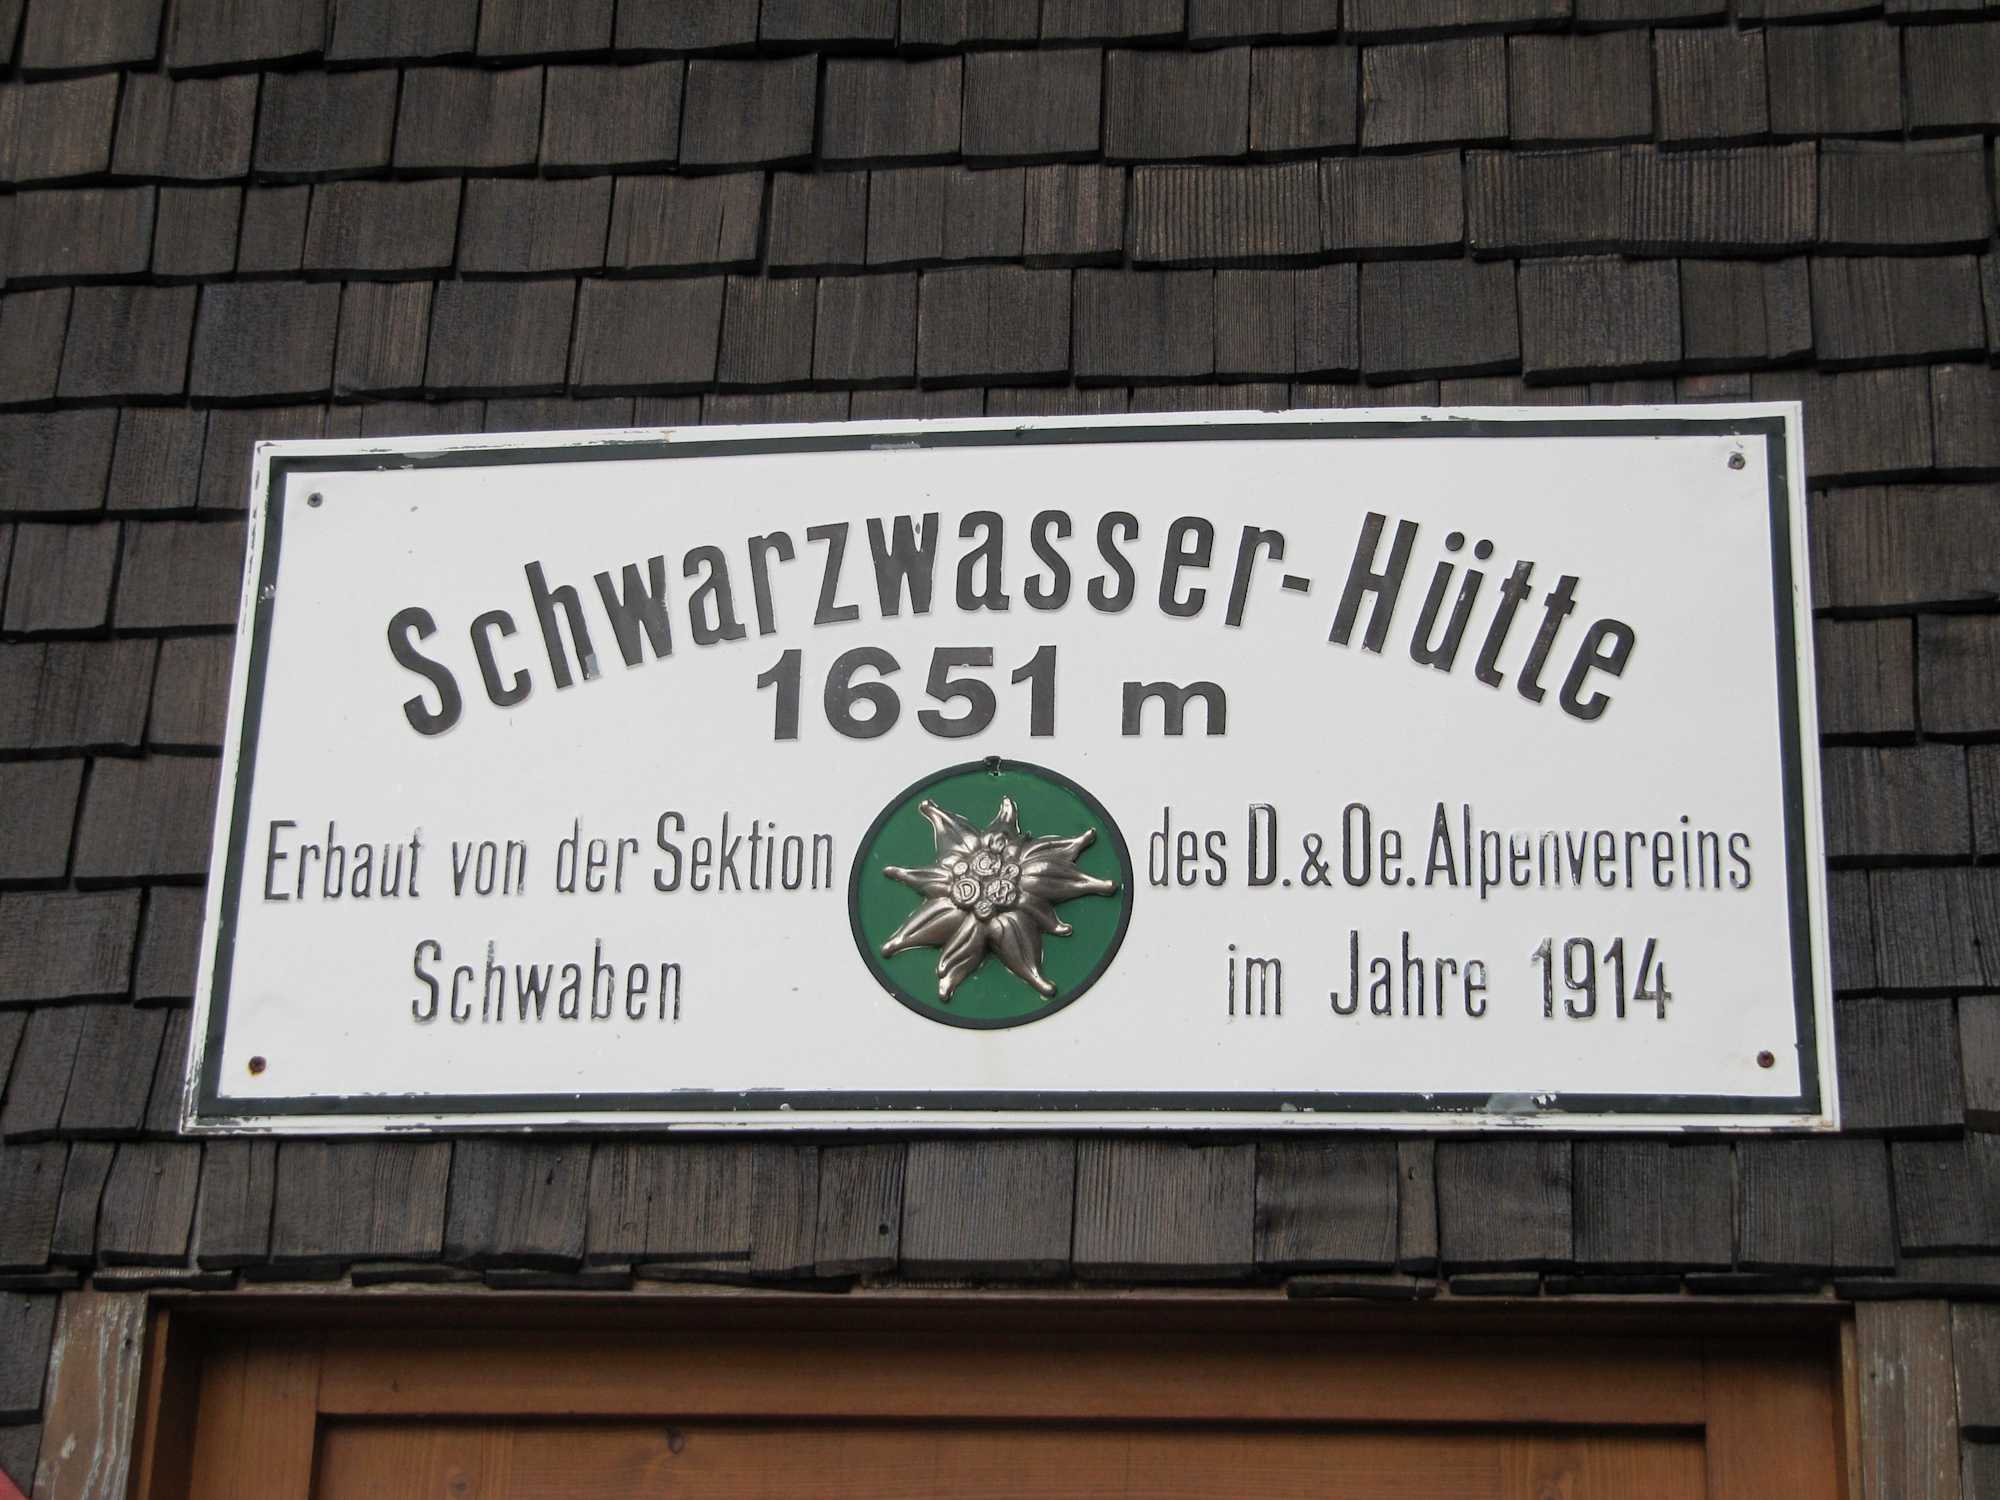 Schwarzwasser-Hütte
1651 m
Erbaut von der Sektion des D. & Oe. Alpenvereins
Schwaben im Jahre 1914